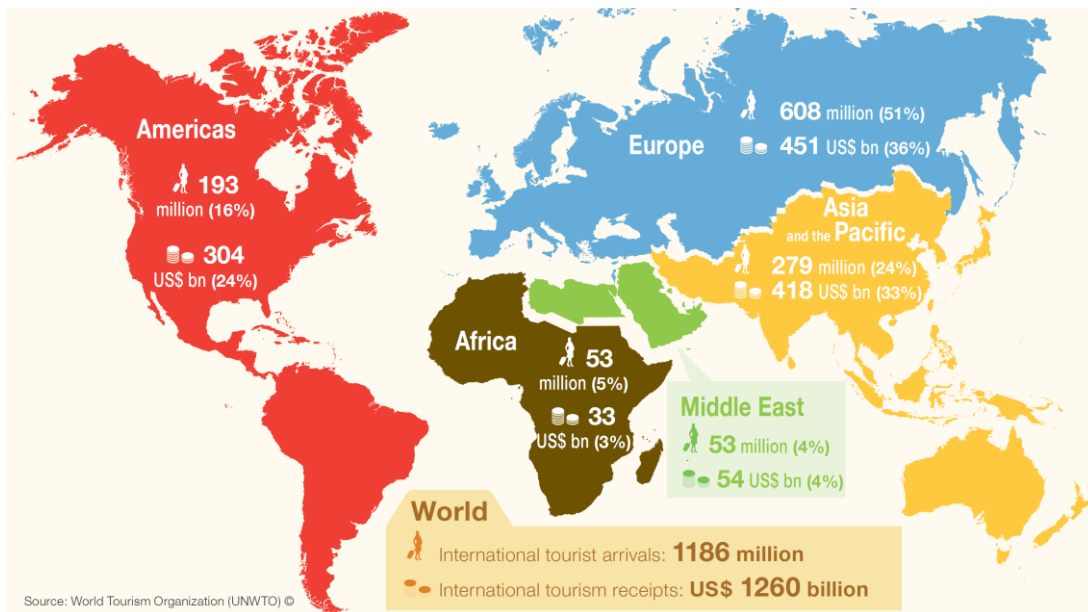 Americas
193
million (16%)
304
US$ bn (24%)
Europe
608 million (51%)
451 US$ bn (36%)
Asia
and the Pacific
279 million (24%)
418 US$ bn (33%)
Africa
53
million (5%)
33
US$ bn (3%)
Middle East
53 million (4%)
54 US$ bn (4%)
World
International tourist arrivals: 1186 million
International tourism receipts: US$ 1260 billion
Source: World Tourism Organization (UNWTO) ©